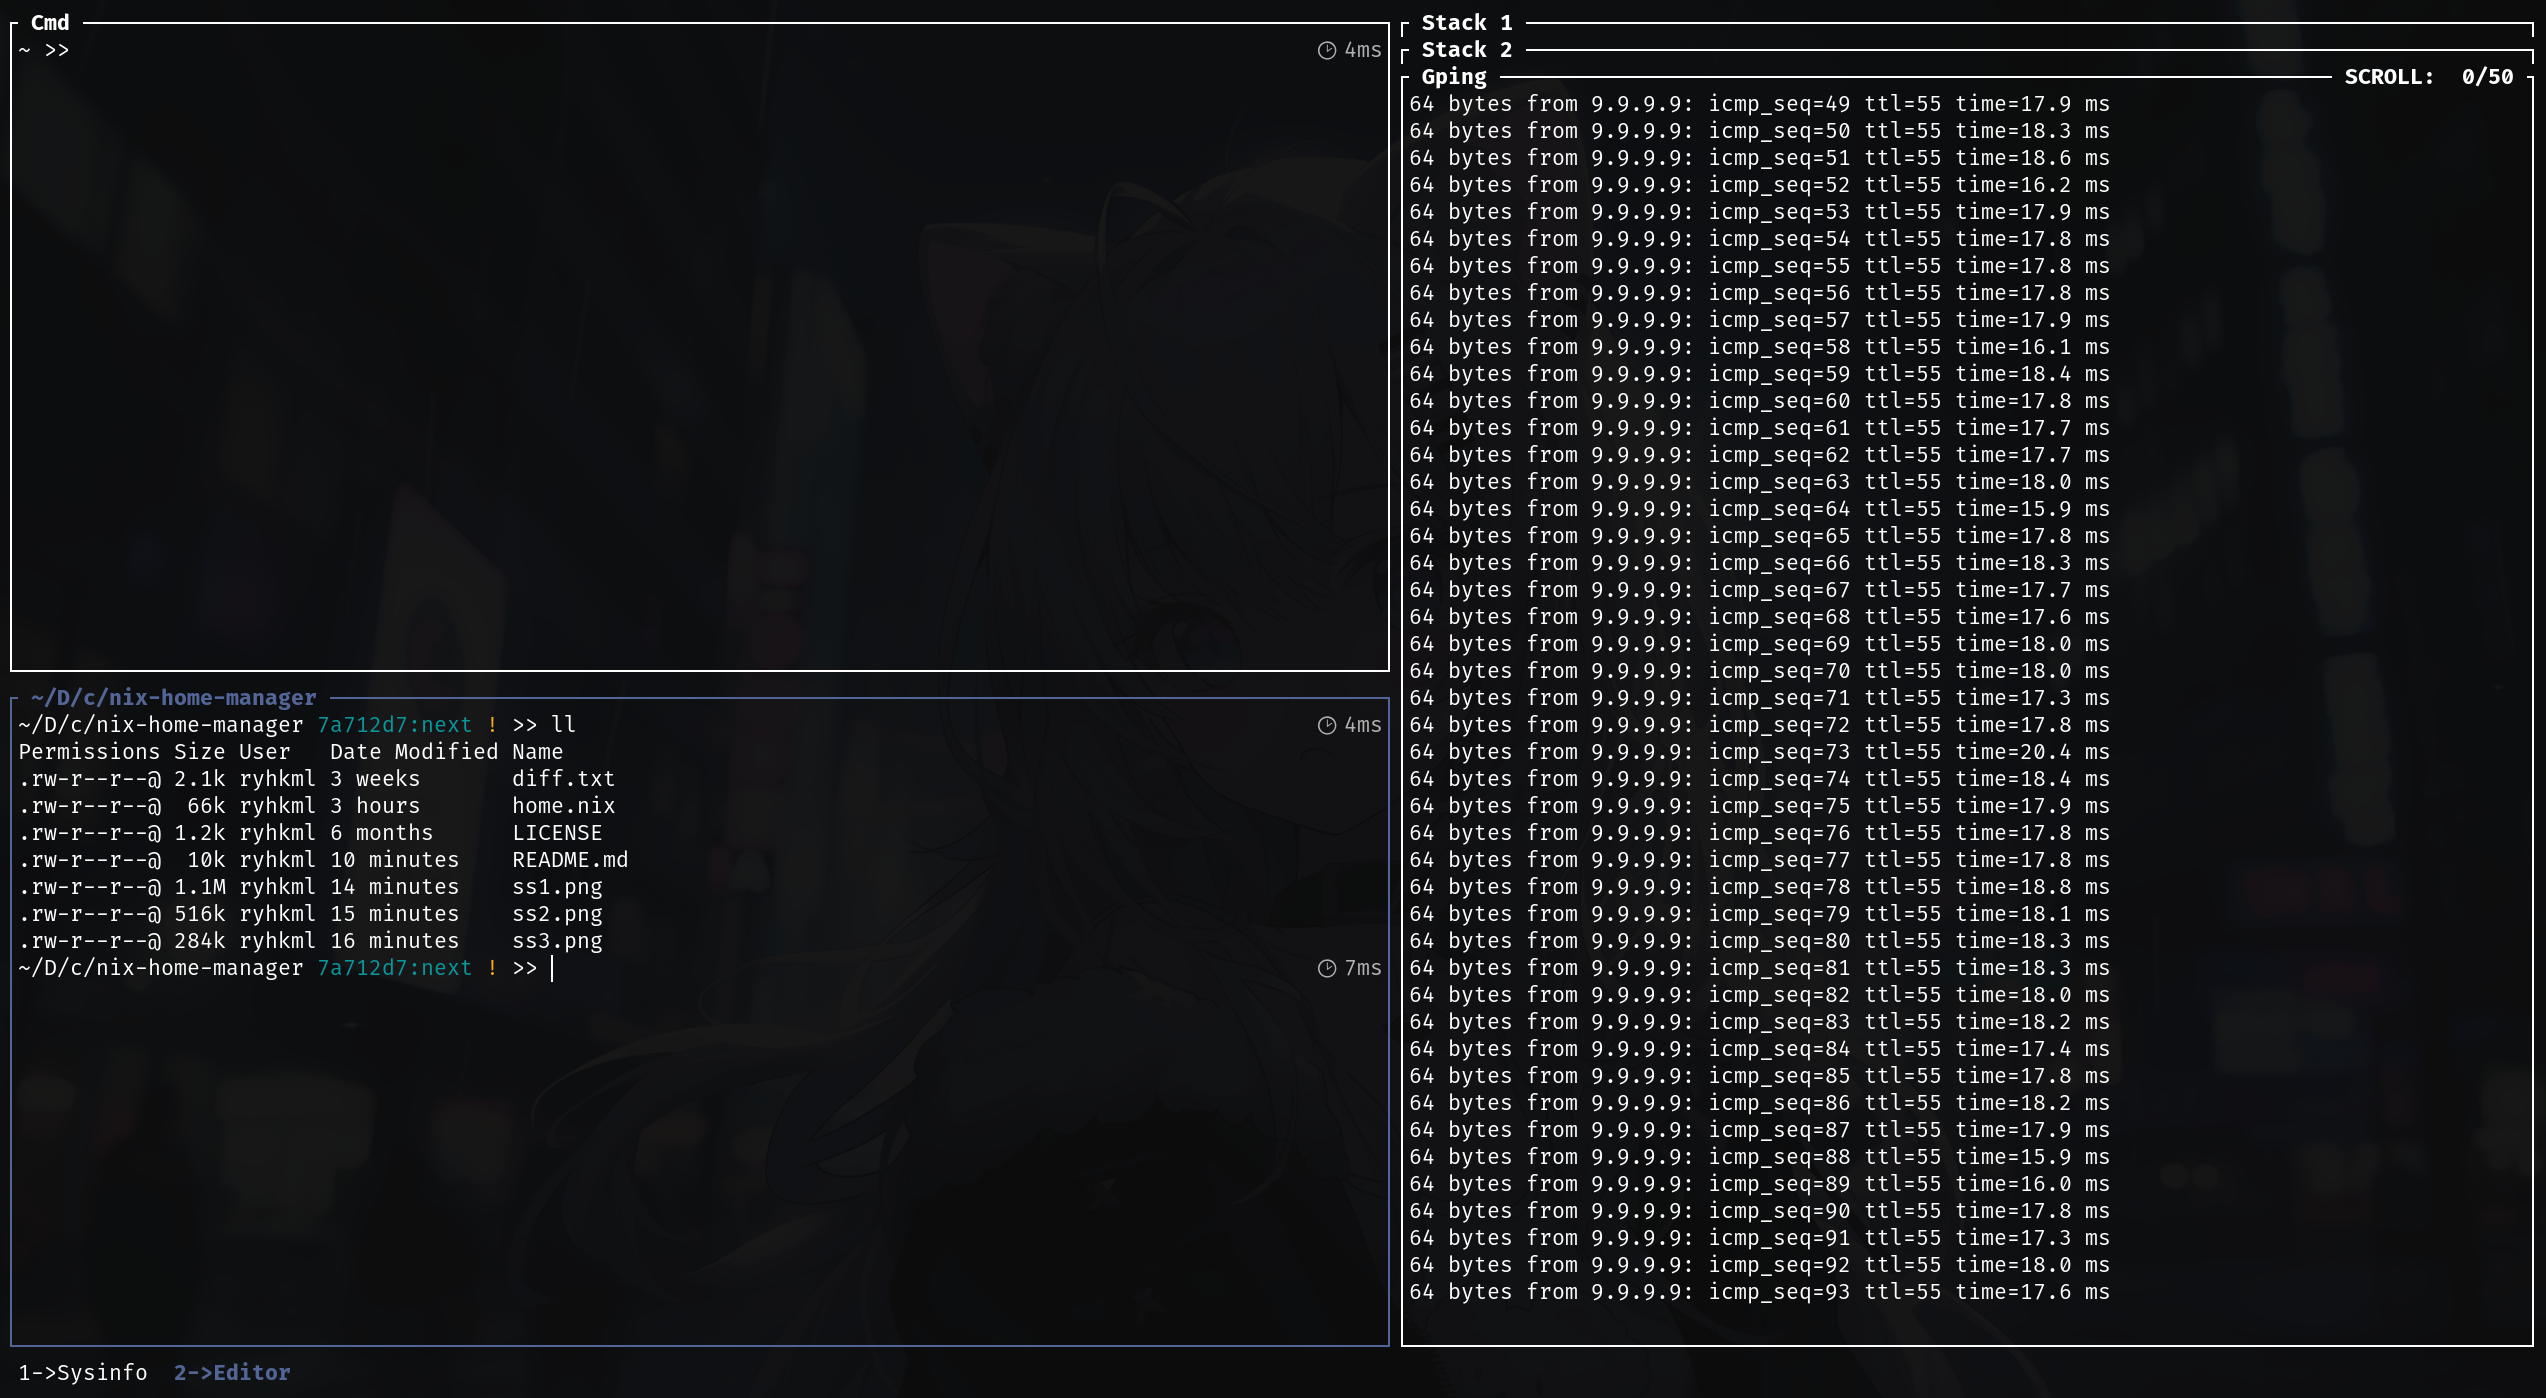 Cmd
~ >> 4ms
~/D/c/nix-home-manager
~/D/c/nix-home-manager 7a712d7:next ! >> ll 4ms
Permissions Size User Date Modified Name
.rw-r--r--@ 2.1k ryhkml 3 weeks diff.txt
.rw-r--r--@ 66k ryhkml 3 hours home.nix
.rw-r--r--@ 1.2k ryhkml 6 months LICENSE
.rw-r--r--@ 10k ryhkml 10 minutes README.md
.rw-r--r--@ 1.1M ryhkml 14 minutes ss1.png
.rw-r--r--@ 516k ryhkml 15 minutes ss2.png
.rw-r--r--@ 284k ryhkml 16 minutes ss3.png
~/D/c/nix-home-manager 7a712d7:next ! >> 7ms
Stack 1
Stack 2
Gping SCROLL: 0/50
64 bytes from 9.9.9.9: icmp_seq=49 ttl=55 time=17.9 ms
64 bytes from 9.9.9.9: icmp_seq=50 ttl=55 time=18.3 ms
64 bytes from 9.9.9.9: icmp_seq=51 ttl=55 time=18.6 ms
64 bytes from 9.9.9.9: icmp_seq=52 ttl=55 time=16.2 ms
64 bytes from 9.9.9.9: icmp_seq=53 ttl=55 time=17.9 ms
64 bytes from 9.9.9.9: icmp_seq=54 ttl=55 time=17.8 ms
64 bytes from 9.9.9.9: icmp_seq=55 ttl=55 time=17.8 ms
64 bytes from 9.9.9.9: icmp_seq=56 ttl=55 time=17.8 ms
64 bytes from 9.9.9.9: icmp_seq=57 ttl=55 time=17.9 ms
64 bytes from 9.9.9.9: icmp_seq=58 ttl=55 time=16.1 ms
64 bytes from 9.9.9.9: icmp_seq=59 ttl=55 time=18.4 ms
64 bytes from 9.9.9.9: icmp_seq=60 ttl=55 time=17.8 ms
64 bytes from 9.9.9.9: icmp_seq=61 ttl=55 time=17.7 ms
64 bytes from 9.9.9.9: icmp_seq=62 ttl=55 time=17.7 ms
64 bytes from 9.9.9.9: icmp_seq=63 ttl=55 time=18.0 ms
64 bytes from 9.9.9.9: icmp_seq=64 ttl=55 time=15.9 ms
64 bytes from 9.9.9.9: icmp_seq=65 ttl=55 time=17.8 ms
64 bytes from 9.9.9.9: icmp_seq=66 ttl=55 time=18.3 ms
64 bytes from 9.9.9.9: icmp_seq=67 ttl=55 time=17.7 ms
64 bytes from 9.9.9.9: icmp_seq=68 ttl=55 time=17.6 ms
64 bytes from 9.9.9.9: icmp_seq=69 ttl=55 time=18.0 ms
64 bytes from 9.9.9.9: icmp_seq=70 ttl=55 time=18.0 ms
64 bytes from 9.9.9.9: icmp_seq=71 ttl=55 time=17.3 ms
64 bytes from 9.9.9.9: icmp_seq=72 ttl=55 time=17.8 ms
64 bytes from 9.9.9.9: icmp_seq=73 ttl=55 time=20.4 ms
64 bytes from 9.9.9.9: icmp_seq=74 ttl=55 time=18.4 ms
64 bytes from 9.9.9.9: icmp_seq=75 ttl=55 time=17.9 ms
64 bytes from 9.9.9.9: icmp_seq=76 ttl=55 time=17.8 ms
64 bytes from 9.9.9.9: icmp_seq=77 ttl=55 time=17.8 ms
64 bytes from 9.9.9.9: icmp_seq=78 ttl=55 time=18.8 ms
64 bytes from 9.9.9.9: icmp_seq=79 ttl=55 time=18.1 ms
64 bytes from 9.9.9.9: icmp_seq=80 ttl=55 time=18.3 ms
64 bytes from 9.9.9.9: icmp_seq=81 ttl=55 time=18.3 ms
64 bytes from 9.9.9.9: icmp_seq=82 ttl=55 time=18.0 ms
64 bytes from 9.9.9.9: icmp_seq=83 ttl=55 time=18.2 ms
64 bytes from 9.9.9.9: icmp_seq=84 ttl=55 time=17.4 ms
64 bytes from 9.9.9.9: icmp_seq=85 ttl=55 time=17.8 ms
64 bytes from 9.9.9.9: icmp_seq=86 ttl=55 time=18.2 ms
64 bytes from 9.9.9.9: icmp_seq=87 ttl=55 time=17.9 ms
64 bytes from 9.9.9.9: icmp_seq=88 ttl=55 time=15.9 ms
64 bytes from 9.9.9.9: icmp_seq=89 ttl=55 time=16.0 ms
64 bytes from 9.9.9.9: icmp_seq=90 ttl=55 time=17.8 ms
64 bytes from 9.9.9.9: icmp_seq=91 ttl=55 time=17.3 ms
64 bytes from 9.9.9.9: icmp_seq=92 ttl=55 time=18.0 ms
64 bytes from 9.9.9.9: icmp_seq=93 ttl=55 time=17.6 ms
1->Sysinfo 2->Editor